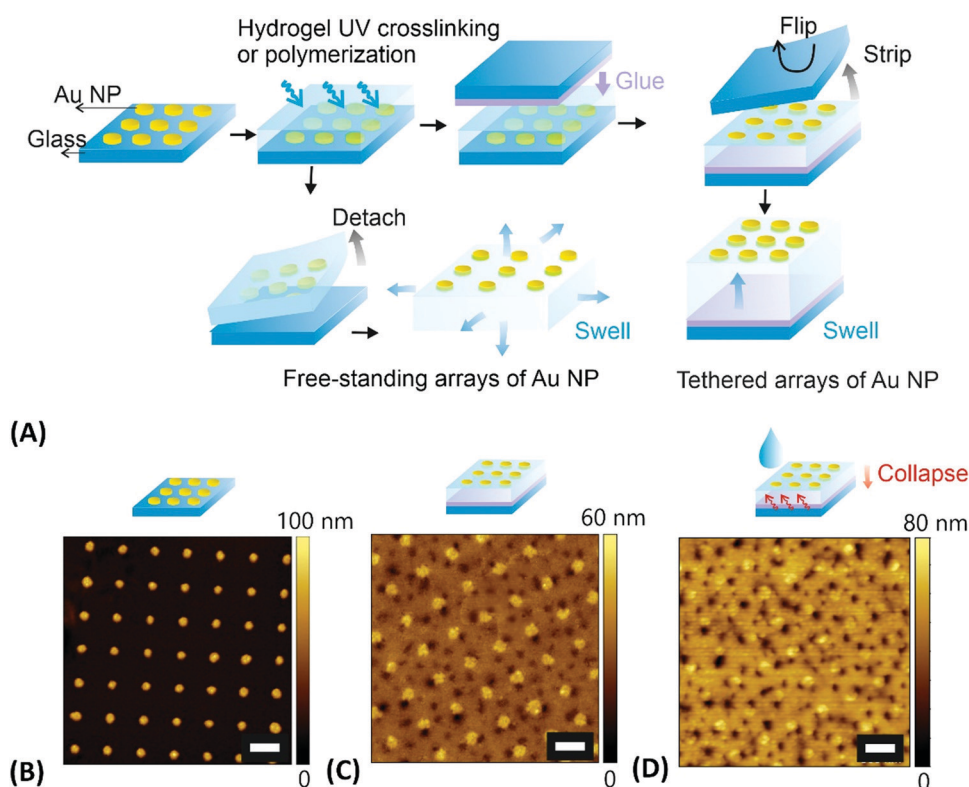 Hydrogel UV crosslinking
or polymerization
Flip
Strip
Glue
Au NP
Glass
Detach
Swell
Swell
Free-standing arrays of Au NP
Tethered arrays of Au NP
(A)
Collapse
100 nm
60 nm
80 nm
0
0
0
(B)
(C)
(D)